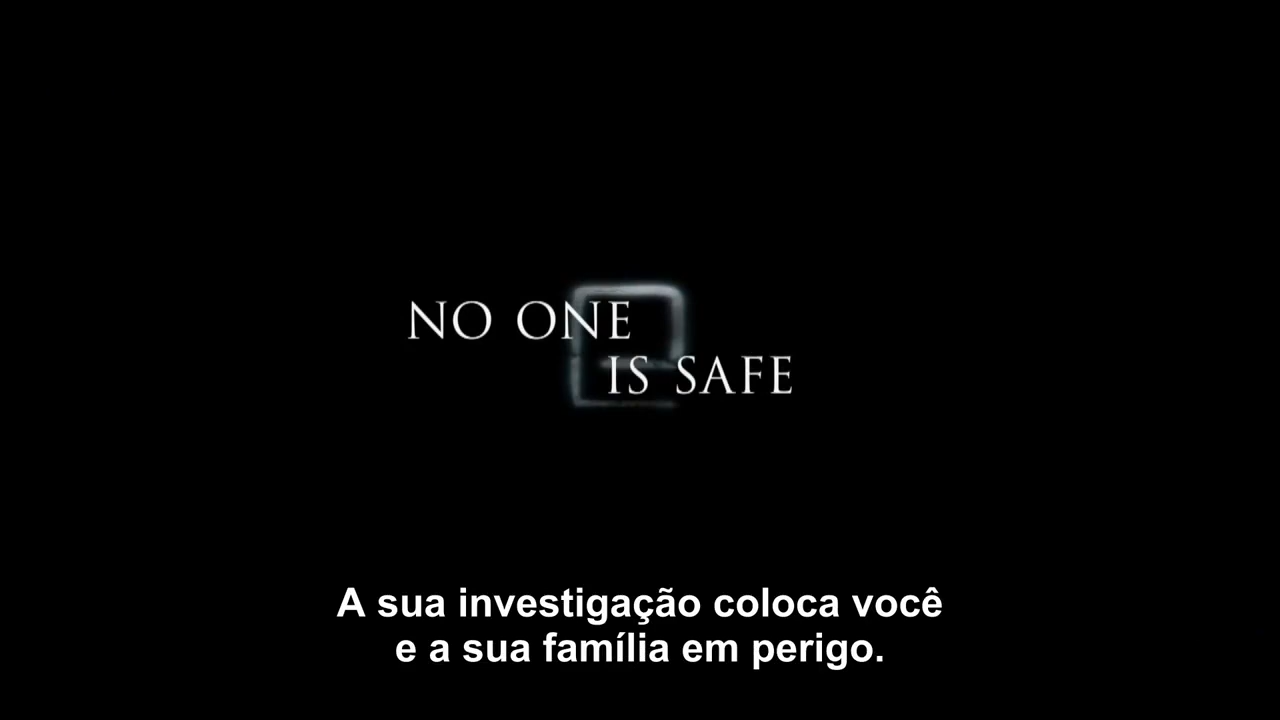 NO ONE
IS SAFE
A sua investigação coloca você
e a sua família em perigo.